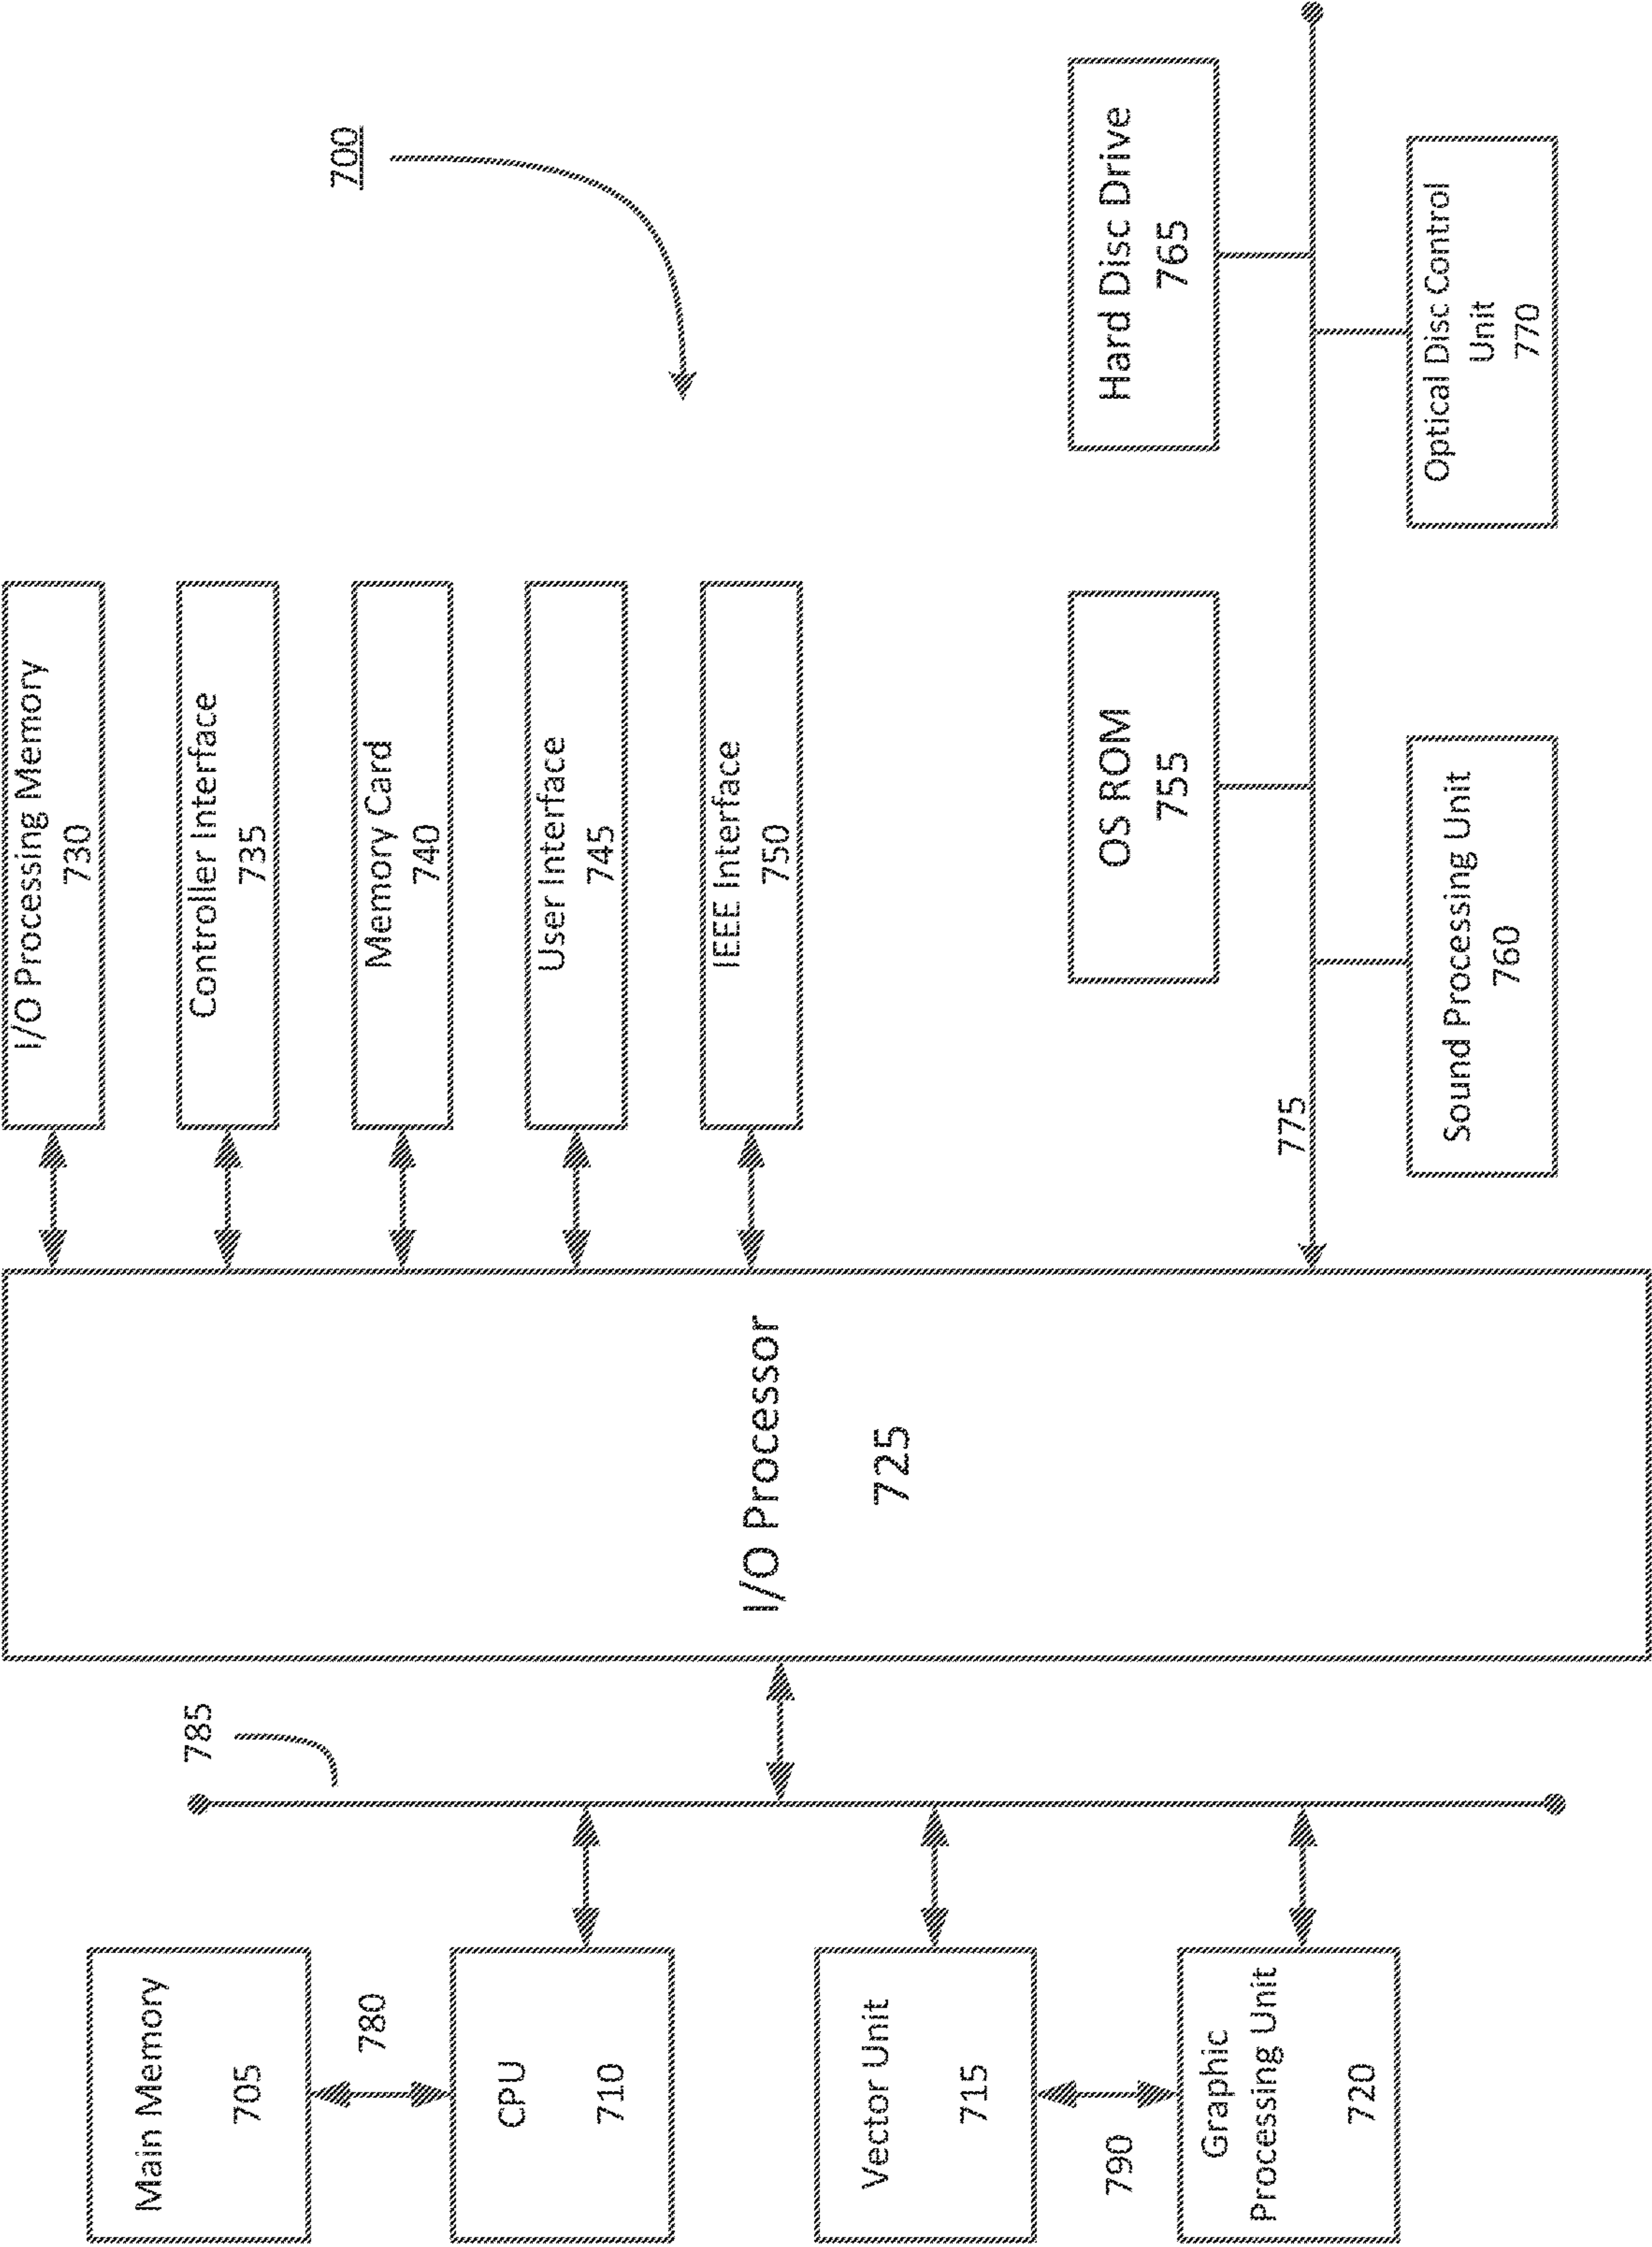 700
Main Memory
705
780
CPU
710
Vector Unit
715
790
Graphic
Processing Unit
720
785
I/O Processor
725
I/O Processing Memory
730
Controller Interface
735
Memory Card
740
User Interface
745
IEEE Interface
750
OS ROM
755
Hard Disc Drive
765
775
Sound Processing Unit
760
Optical Disc Control
Unit
770